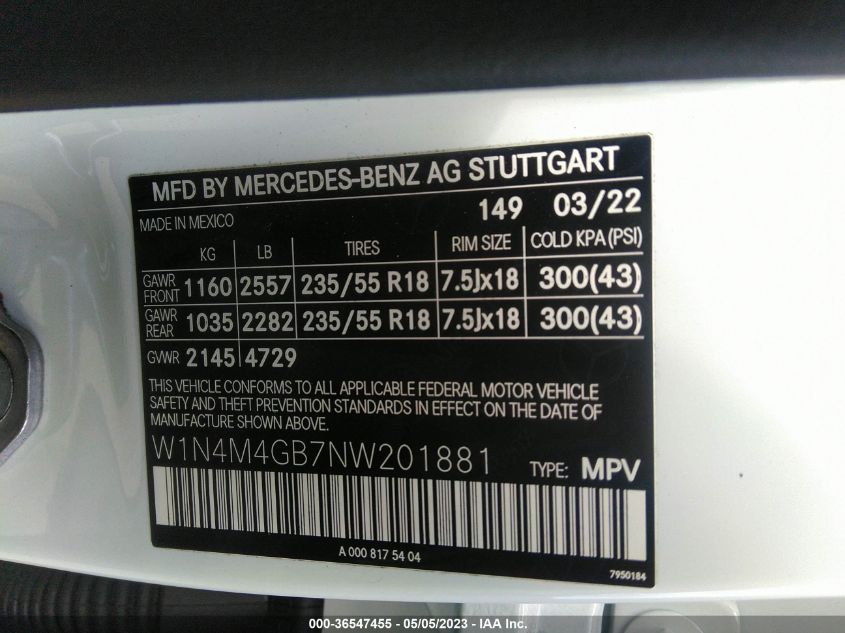 MFD BY MERCEDES-BENZ AG STUTTGART
149 03/22
MADE IN MEXICO
KG LB TIRES RIM SIZE COLD KPA (PSI)
GAWR FRONT 1160 2557 235/55 R18 7.5Jx18 300(43)
GAWR REAR 1035 2282 235/55 R18 7.5Jx18 300(43)
GVWR 2145 4729
THIS VEHICLE CONFORMS TO ALL APPLICABLE FEDERAL MOTOR VEHICLE
SAFETY AND THEFT PREVENTION STANDARDS IN EFFECT ON THE DATE OF
MANUFACTURE SHOWN ABOVE.
W1N4M4GB7NW201881 TYPE: MPV
A 000 817 54 04
7950184
000-36547455 - 05/05/2023 - IAA Inc.